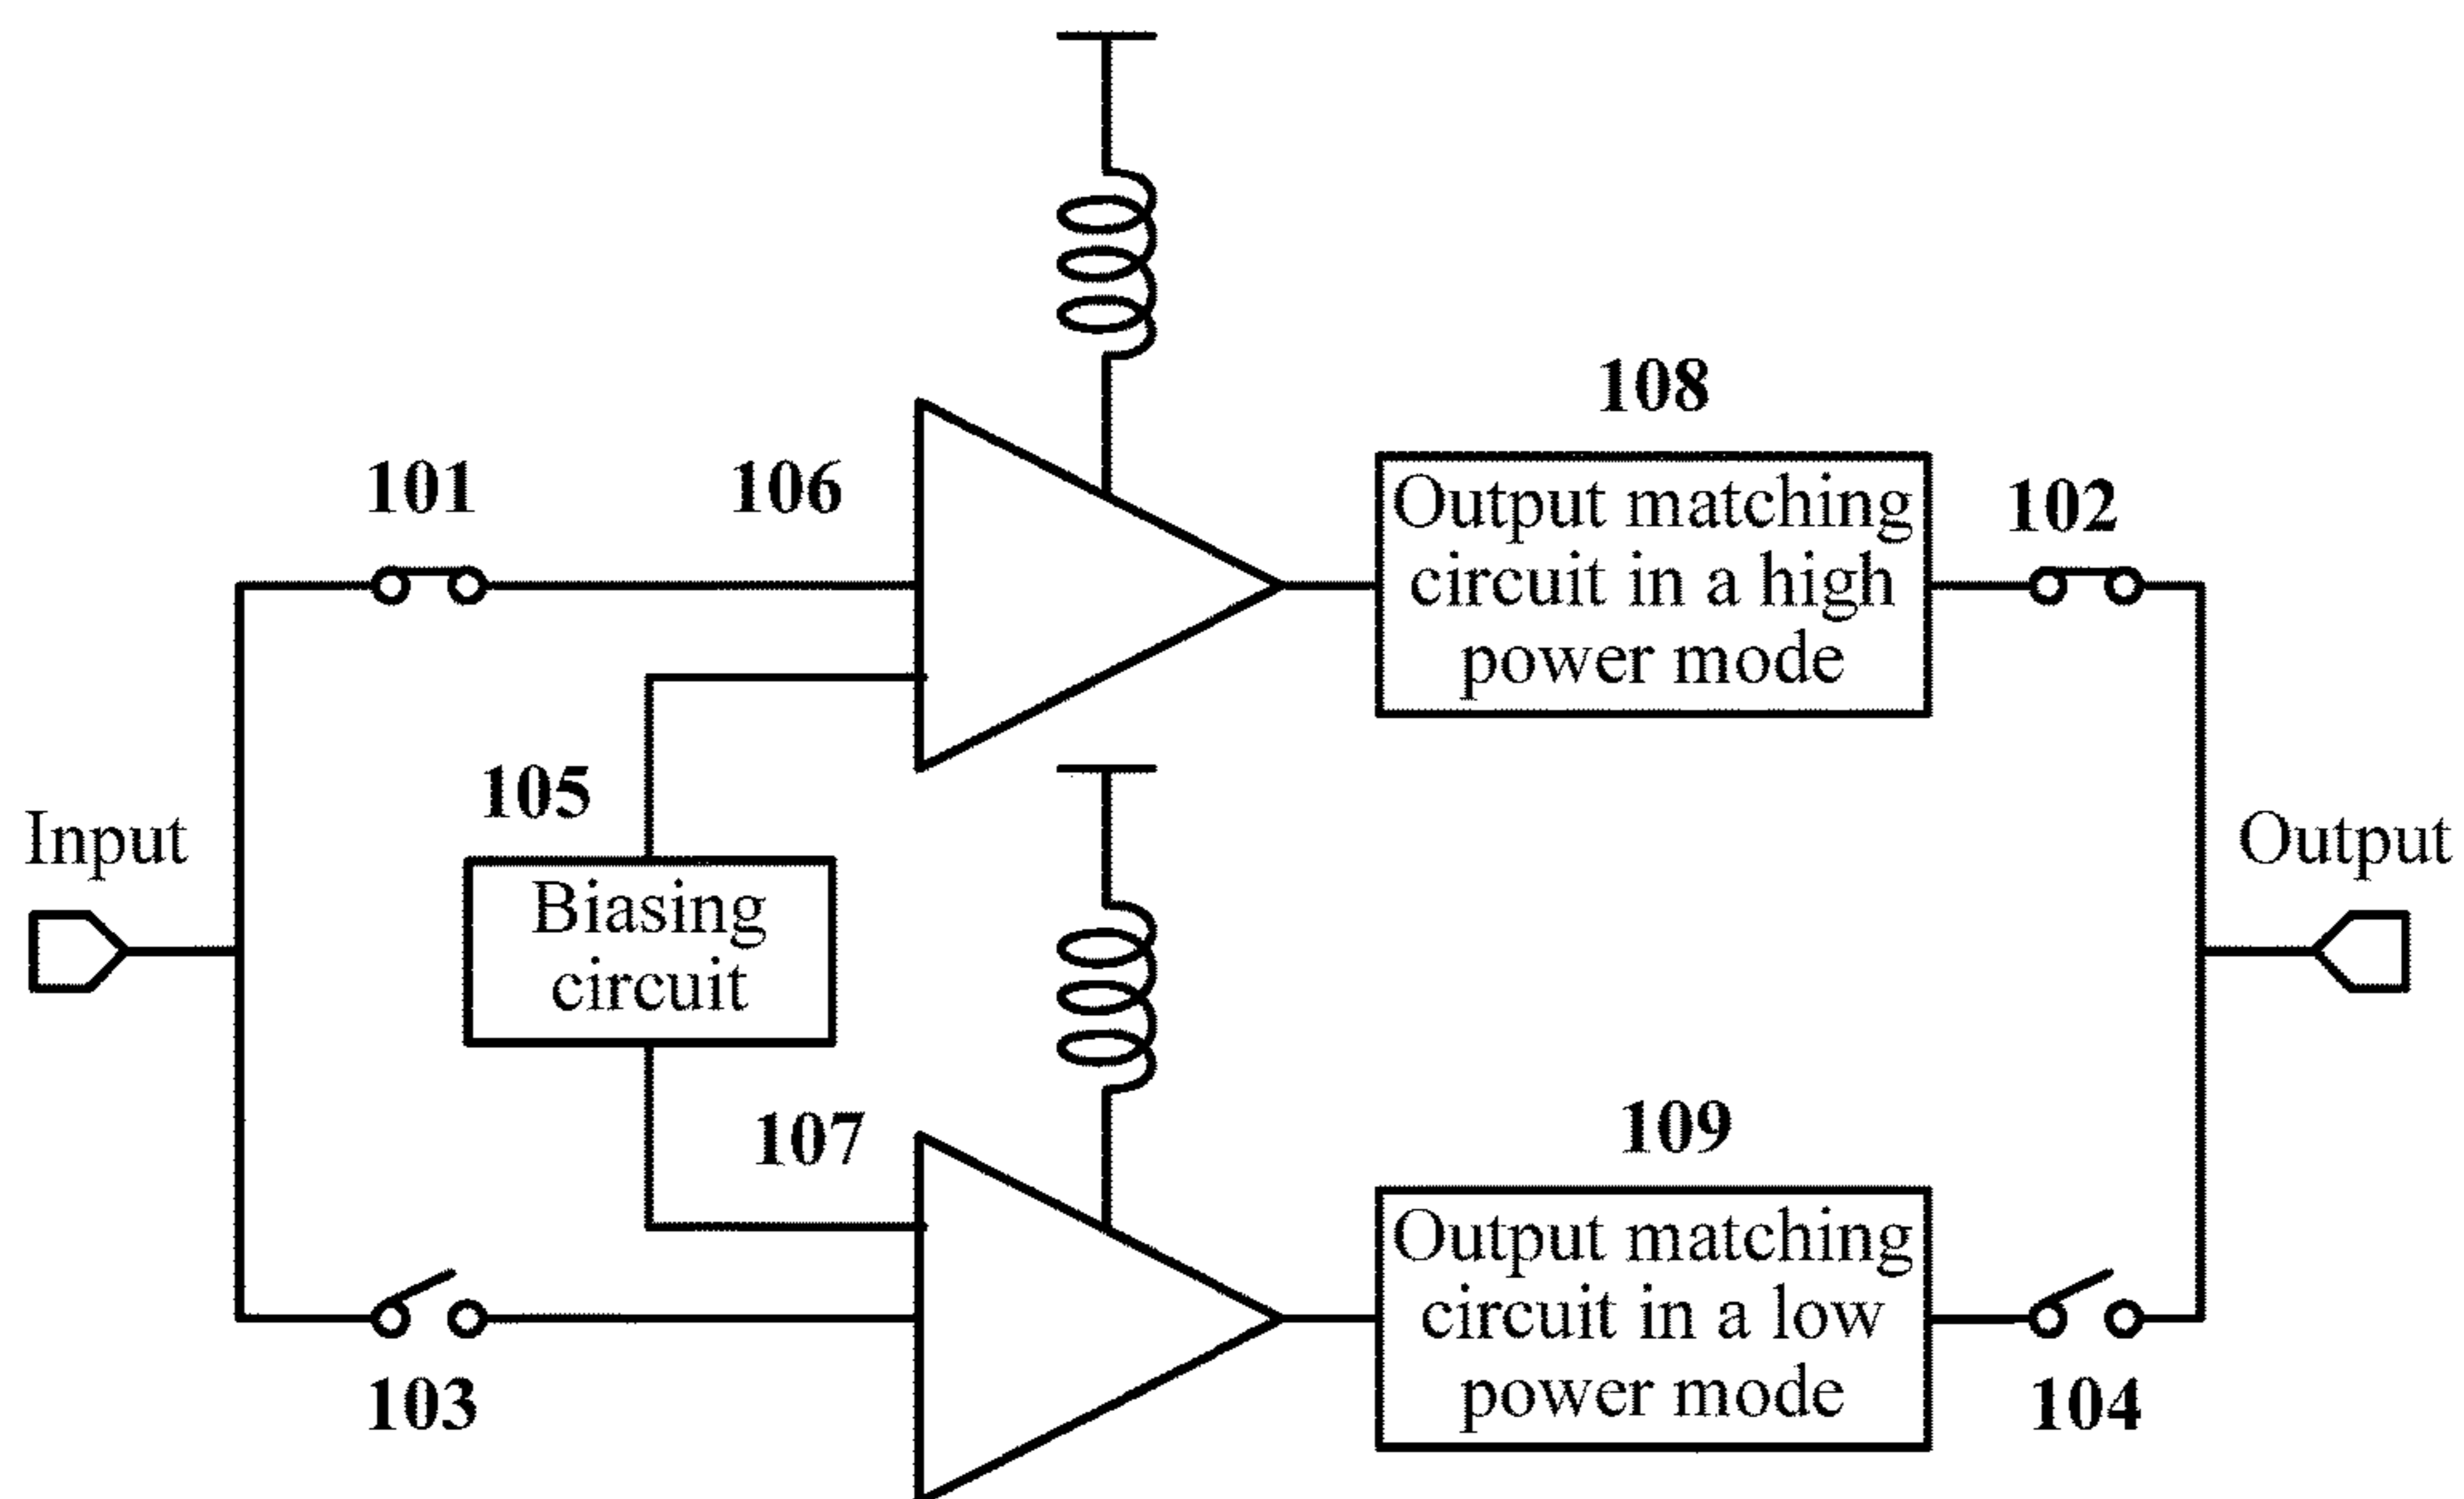 108
Output matching
circuit in a high
power mode
101
106
102
105
Input
Biasing
circuit
Output
107
109
Output matching
circuit in a low
power mode
103
104